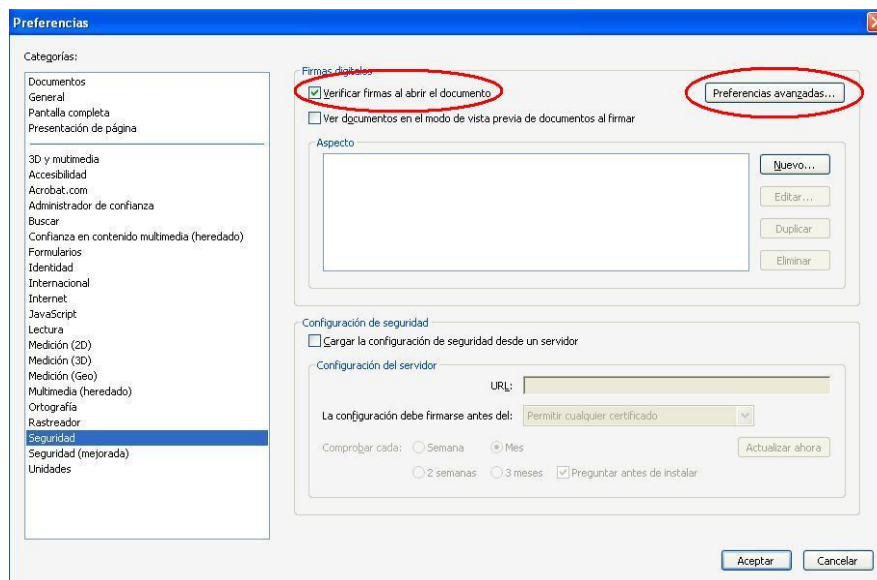 Preferencias
Categorías:
Documentos
General
Pantalla completa
Presentación de página
3D y mutimedia
Accesibilidad
Acrobat.com
Administrador de confianza
Buscar
Confianza en contenido multimedia (heredado)
Formularios
Identidad
Internacional
Internet
JavaScript
Lectura
Medición (2D)
Medición (3D)
Medición (Geo)
Multimedia (heredado)
Ortografía
Rastreador
Seguridad
Seguridad (mejorada)
Unidades
Firmas digitales
Verificar firmas al abrir el documento
Preferencias avanzadas...
Ver documentos en el modo de vista previa de documentos al firmar
Aspecto
Nuevo...
Editar...
Duplicar
Eliminar
Configuración de seguridad
Cargar la configuración de seguridad desde un servidor
Configuración del servidor
URL:
La configuración debe firmarse antes del: Permitir cualquier certificado
Comprobar cada: Semana Mes Actualizar ahora
2 semanas 3 meses Preguntar antes de instalar
Aceptar Cancelar